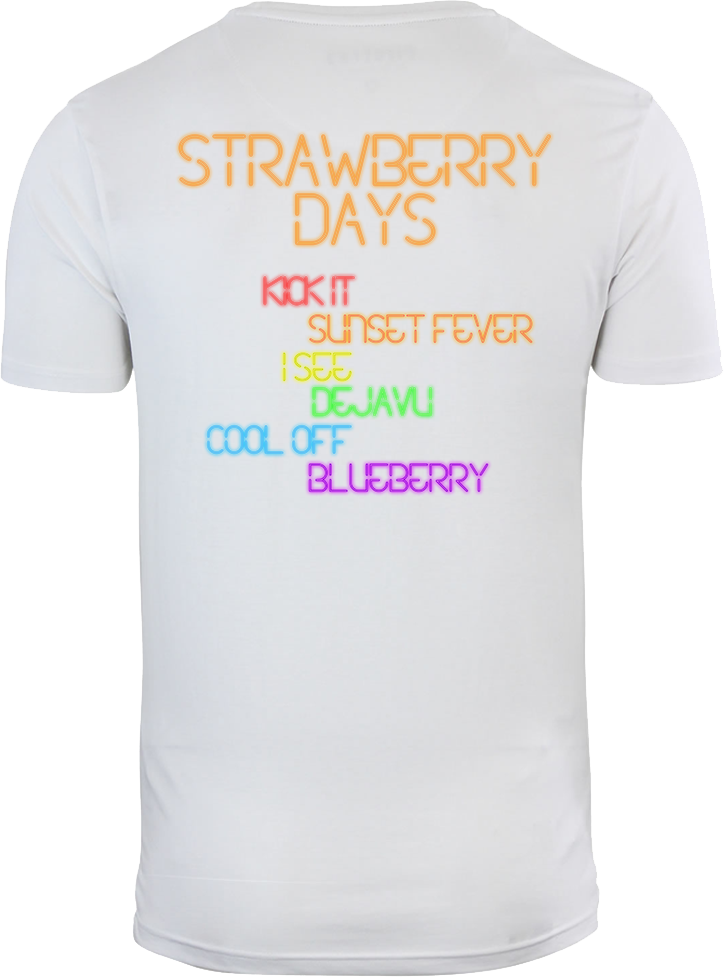 STRAWBERRY
DAYS
KICK IT
SUNSET FEVER
I SEE
DEJAVU
COOL OFF
BLUEBERRY